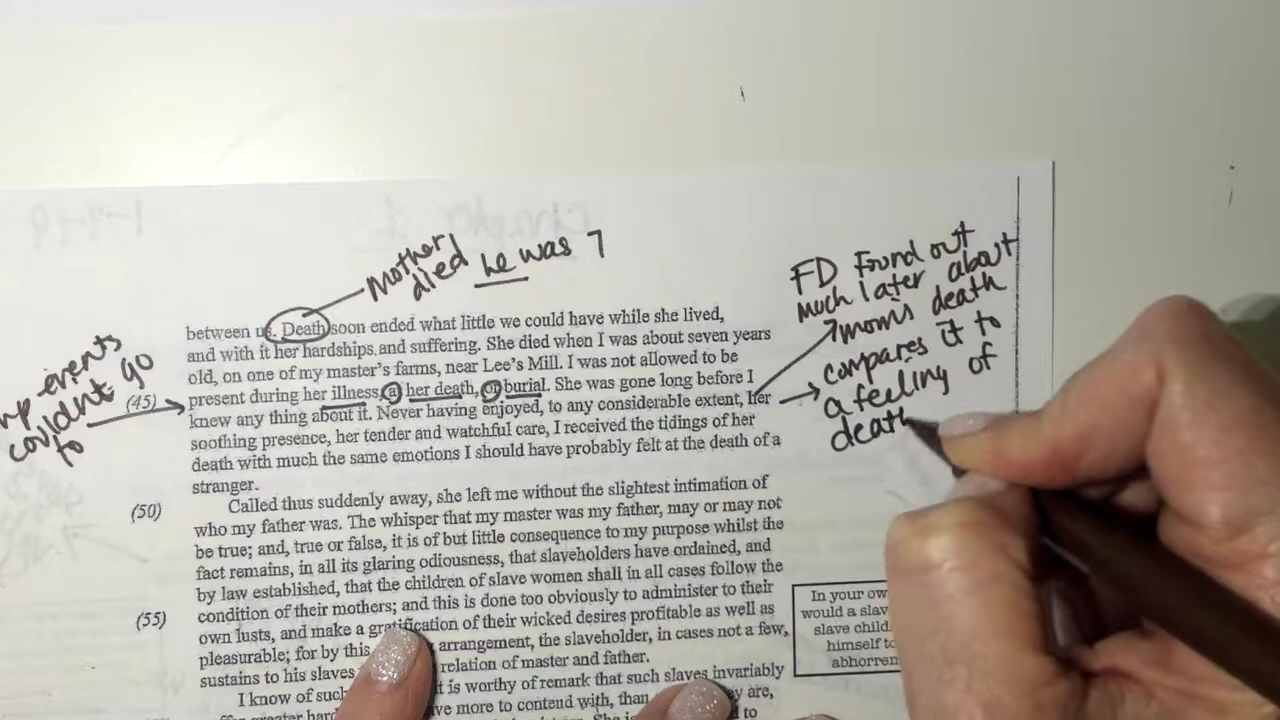 Mother
died he was 7
FD Found out
much later about
mom's death
compares it to
a feeling of
death
events
couldnt go
to
between us. Death soon ended what little we could have while she lived,
and with it her hardships and suffering. She died when I was about seven years
old, on one of my master's farms, near Lee's Mill. I was not allowed to be
(45) present during her illness, at her death, or burial. She was gone long before I
knew any thing about it. Never having enjoyed, to any considerable extent, her
soothing presence, her tender and watchful care, I received the tidings of her
death with much the same emotions I should have probably felt at the death of a
stranger.
(50) Called thus suddenly away, she left me without the slightest intimation of
who my father was. The whisper that my master was my father, may or may not
be true; and, true or false, it is of but little consequence to my purpose whilst the
fact remains, in all its glaring odiousness, that slaveholders have ordained, and
by law established, that the children of slave women shall in all cases follow the
(55) condition of their mothers; and this is done too obviously to administer to their
own lusts, and make a gratification of their wicked desires profitable as well as
pleasurable; for by this arrangement, the slaveholder, in cases not a few,
sustains to his slaves relation of master and father.
I know of such it is worthy of remark that such slaves invariably
greater more to contend with, than are,
to
In your
would a
slave child
himself to